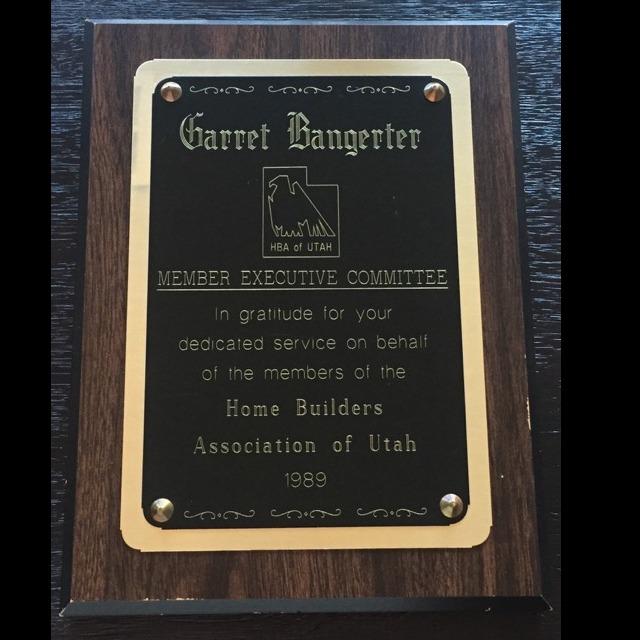 Garret Bangerter
HBA of UTAH
MEMBER EXECUTIVE COMMITTEE
In gratitude for your
dedicated service on behalf
of the members of the
Home Builders
Association of Utah
1989